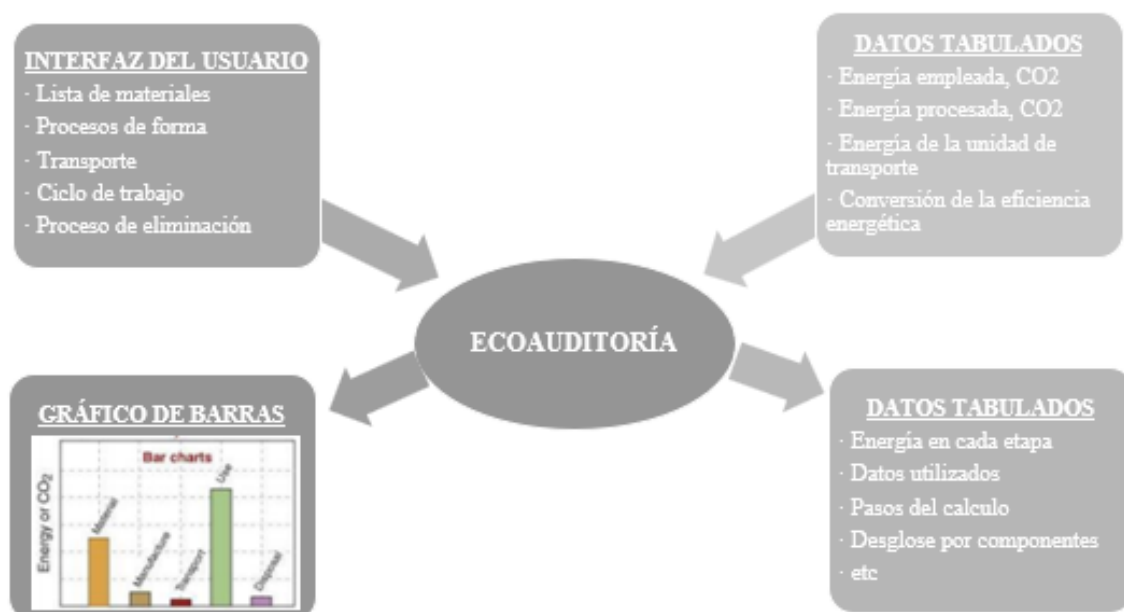 INTERFAZ DEL USUARIO
· Lista de materiales
· Procesos de forma
· Transporte
· Ciclo de trabajo
· Proceso de eliminación
DATOS TABULADOS
· Energía empleada, CO2
· Energía procesada, CO2
· Energía de la unidad de
transporte
· Conversión de la eficiencia
energética
ECOAUDITORÍA
GRÁFICO DE BARRAS
Bar charts
Energy or CO2
Material
Manufacture
Transport
Use
Disposal
DATOS TABULADOS
· Energía en cada etapa
· Datos utilizados
· Pasos del calculo
· Desglose por componentes
· etc